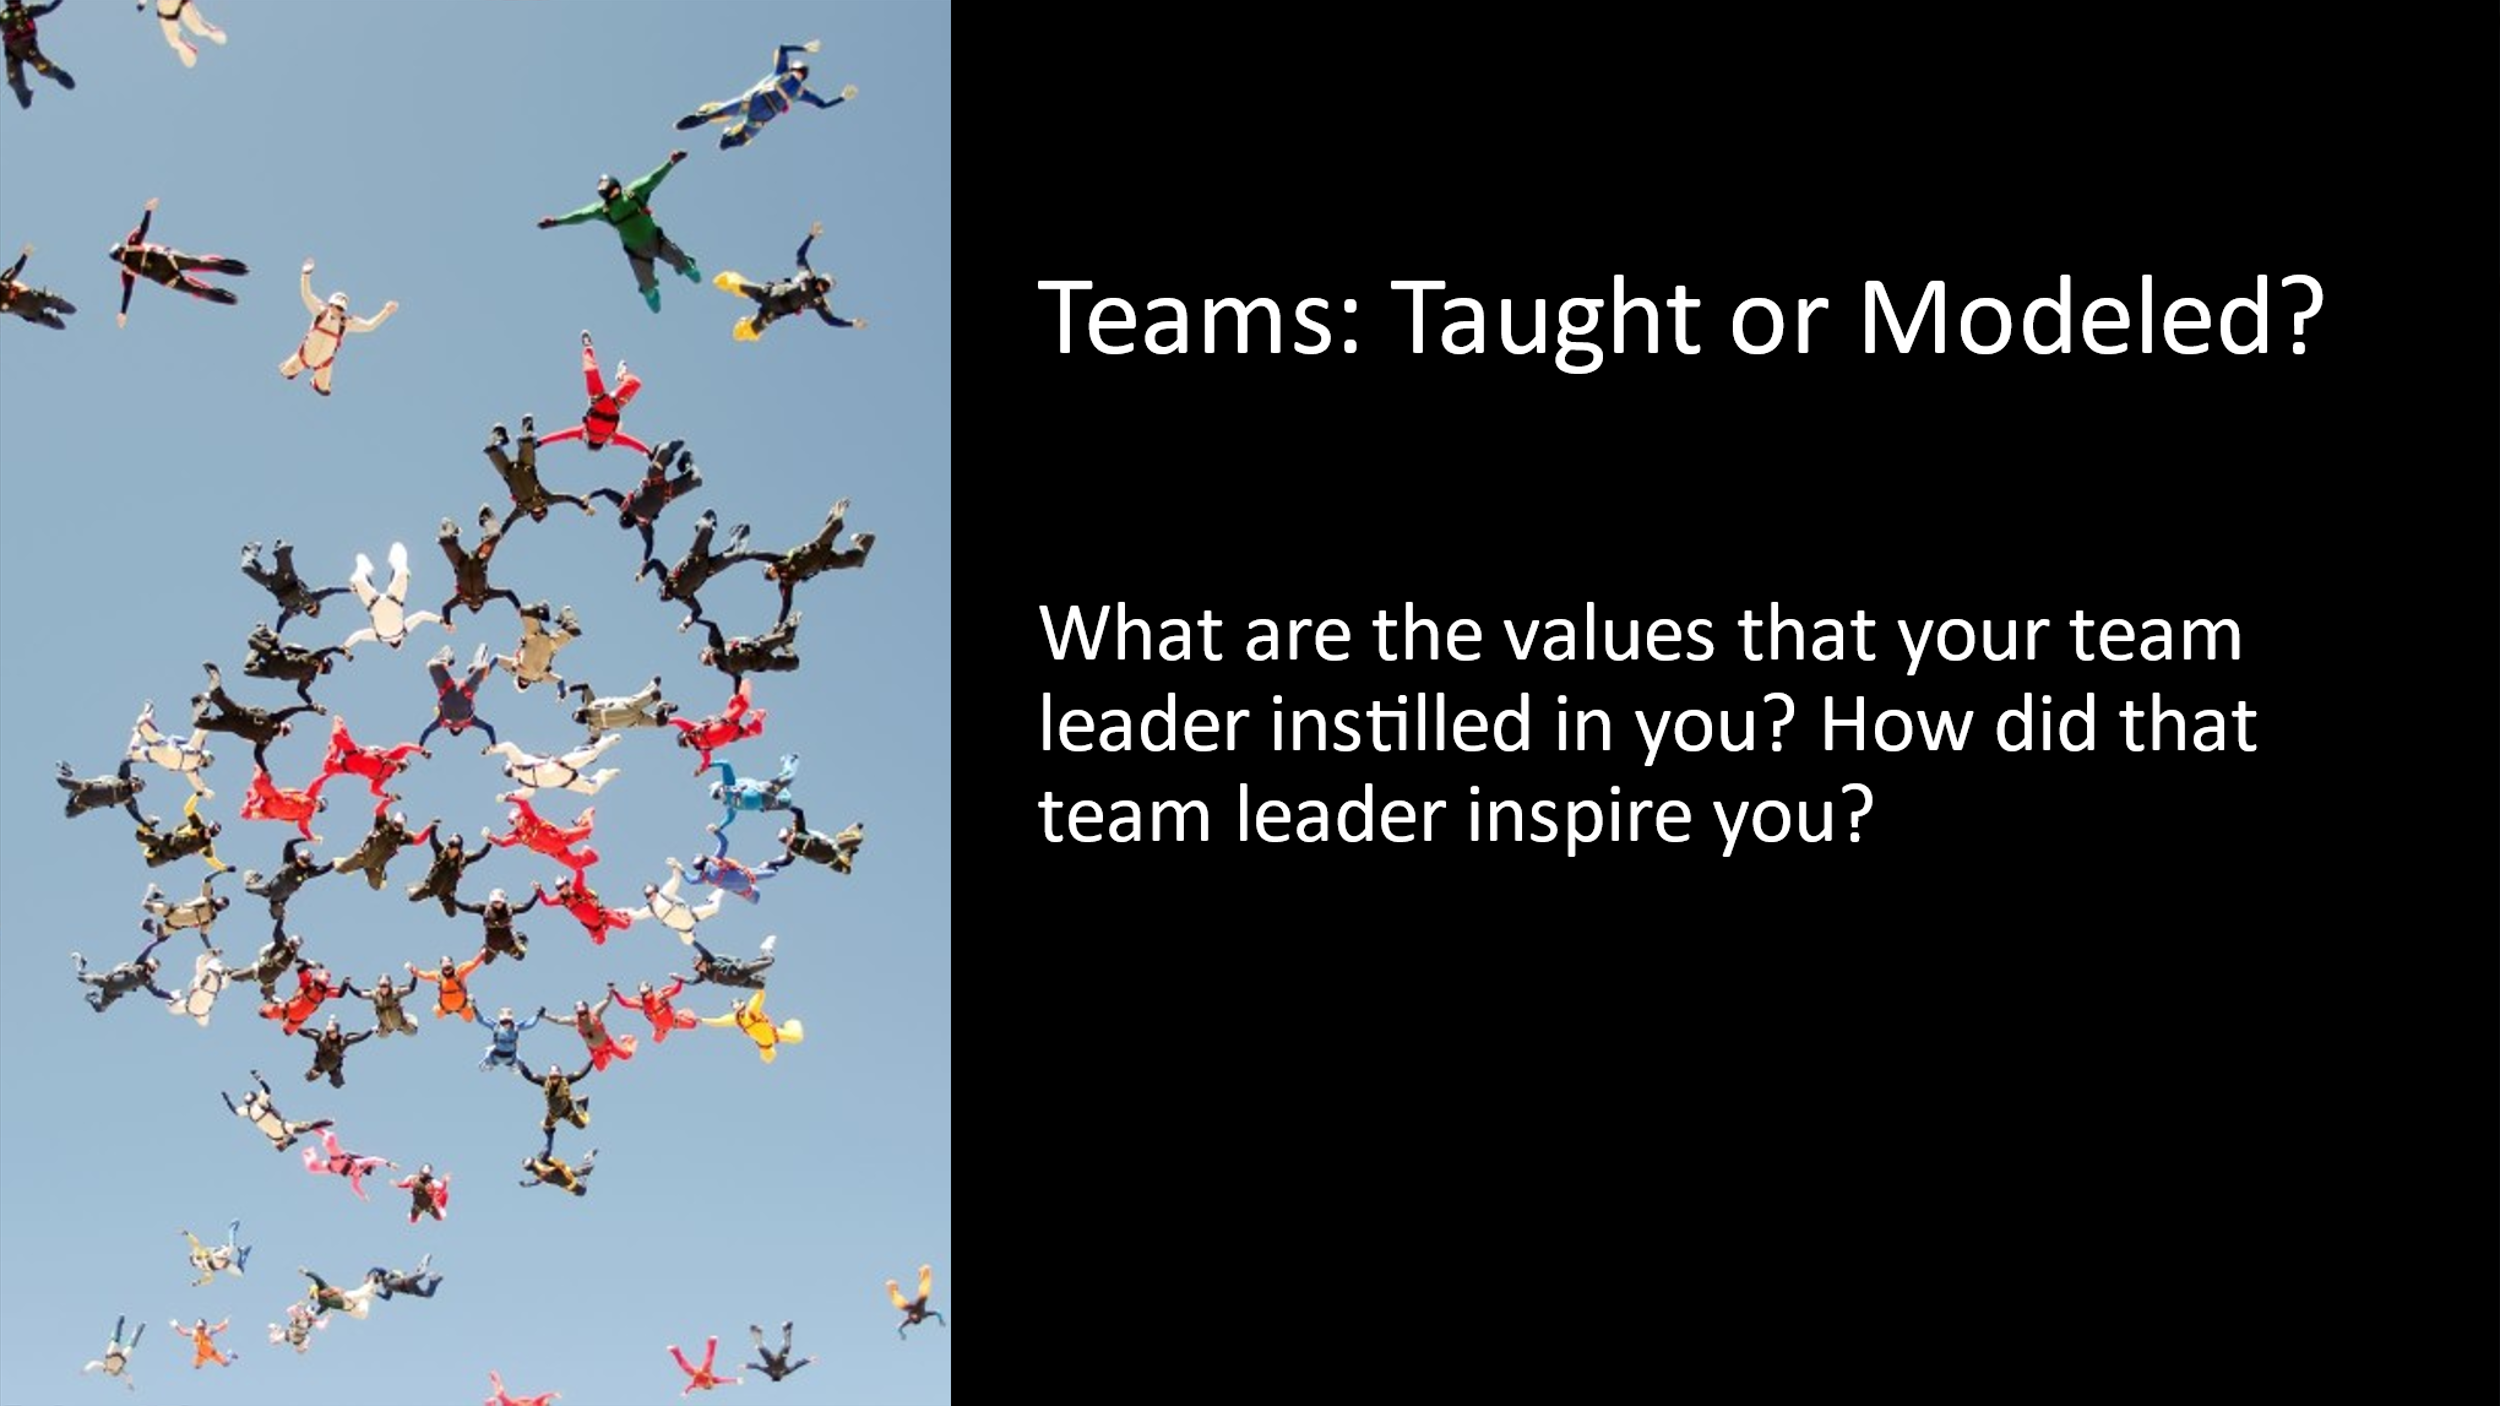 Teams: Taught or Modeled?
What are the values that your team
leader instilled in you? How did that
team leader inspire you?